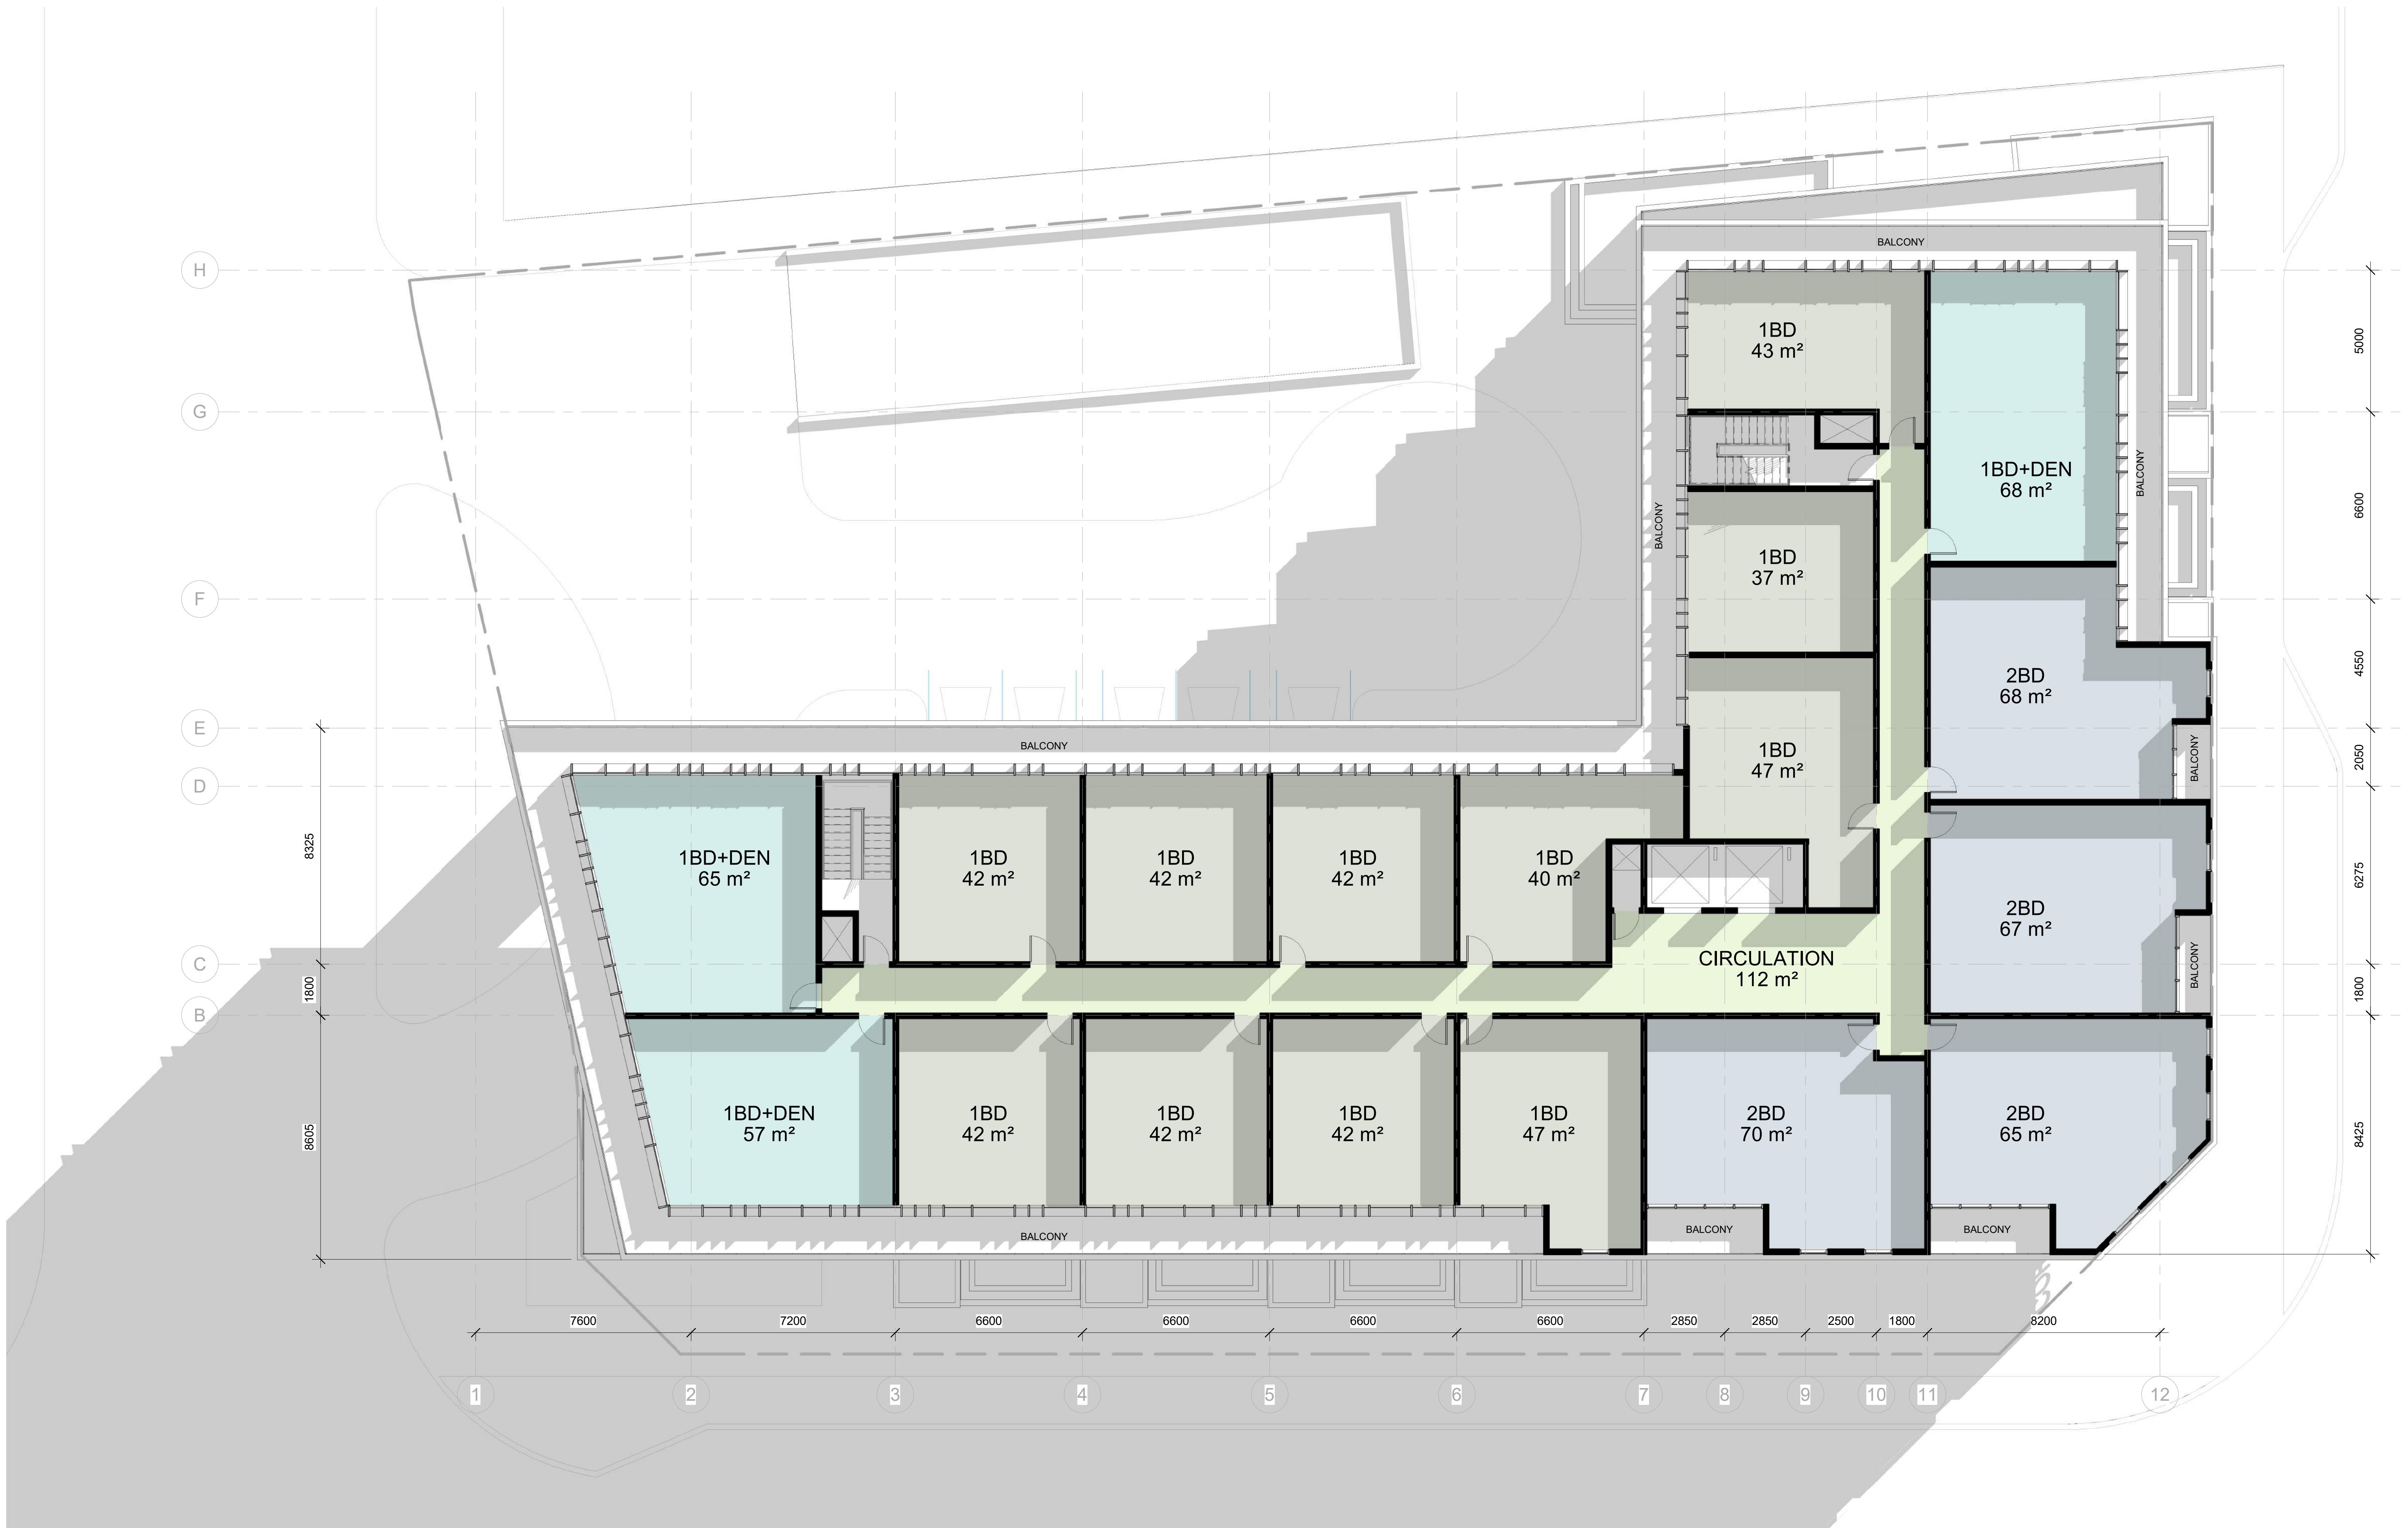 H
BALCONY
1BD
43 m²
5000
G
1BD+DEN
68 m²
BALCONY
BALCONY
6600
1BD
37 m²
F
2BD
68 m²
4550
E
BALCONY
1BD
47 m²
BALCONY
2050
D
8325
1BD+DEN
65 m²
1BD
42 m²
1BD
42 m²
1BD
42 m²
1BD
40 m²
6275
2BD
67 m²
C
CIRCULATION
112 m²
BALCONY
1800
1800
B
1BD+DEN
57 m²
1BD
42 m²
1BD
42 m²
1BD
42 m²
1BD
47 m²
2BD
70 m²
2BD
65 m²
8605
8425
BALCONY
BALCONY
BALCONY
7600
7200
6600
6600
6600
6600
2850
2850
2500
1800
8200
1
2
3
4
5
6
7
8
9
10
11
12